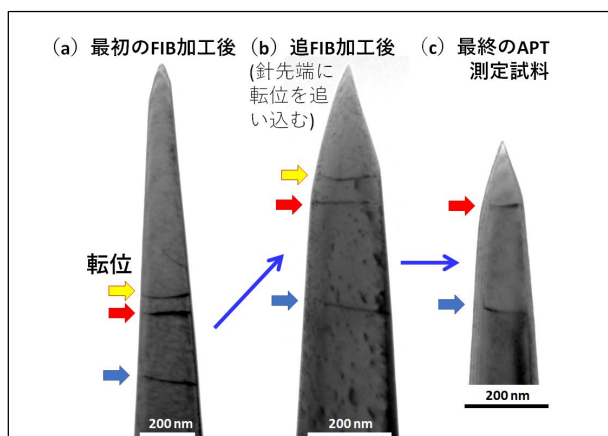 (a) 最初のFIB加工後
(b) 追FIB加工後
(針先端に
転位を追
い込む)
(c) 最終のAPT
測定試料
転位
200 nm
200 nm
200 nm